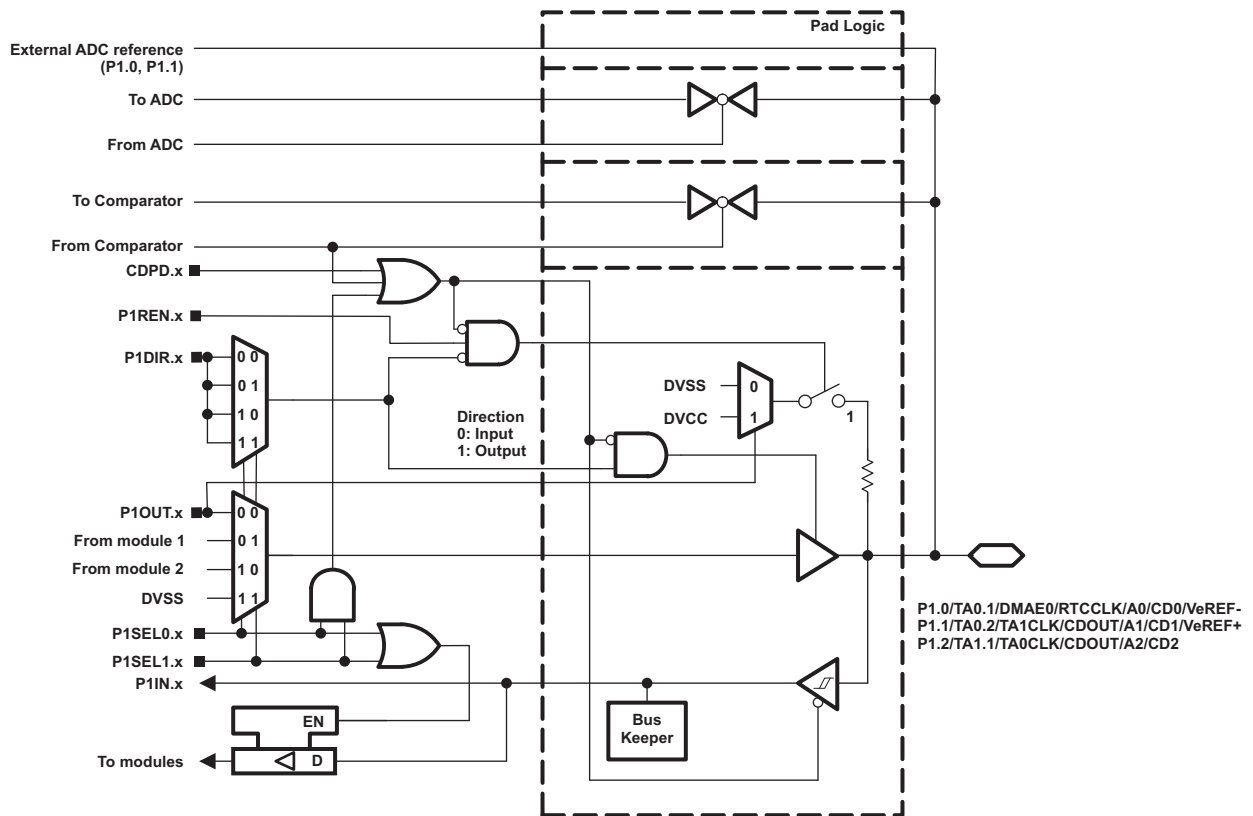 Pad Logic
External ADC reference
(P1.0, P1.1)
To ADC
From ADC
To Comparator
From Comparator
CDPD.x
P1REN.x
P1DIR.x
0 0
0 1
1 0
1 1
Direction
0: Input
1: Output
DVSS
0
DVCC
1
1
P1OUT.x
0 0
From module 1
0 1
From module 2
1 0
DVSS
1 1
P1SEL0.x
P1SEL1.x
P1IN.x
P1.0/TA0.1/DMAE0/RTCCLK/A0/CD0/VeREF-
P1.1/TA0.2/TA1CLK/CDOUT/A1/CD1/VeREF+
P1.2/TA1.1/TA0CLK/CDOUT/A2/CD2
Bus
Keeper
EN
To modules
D